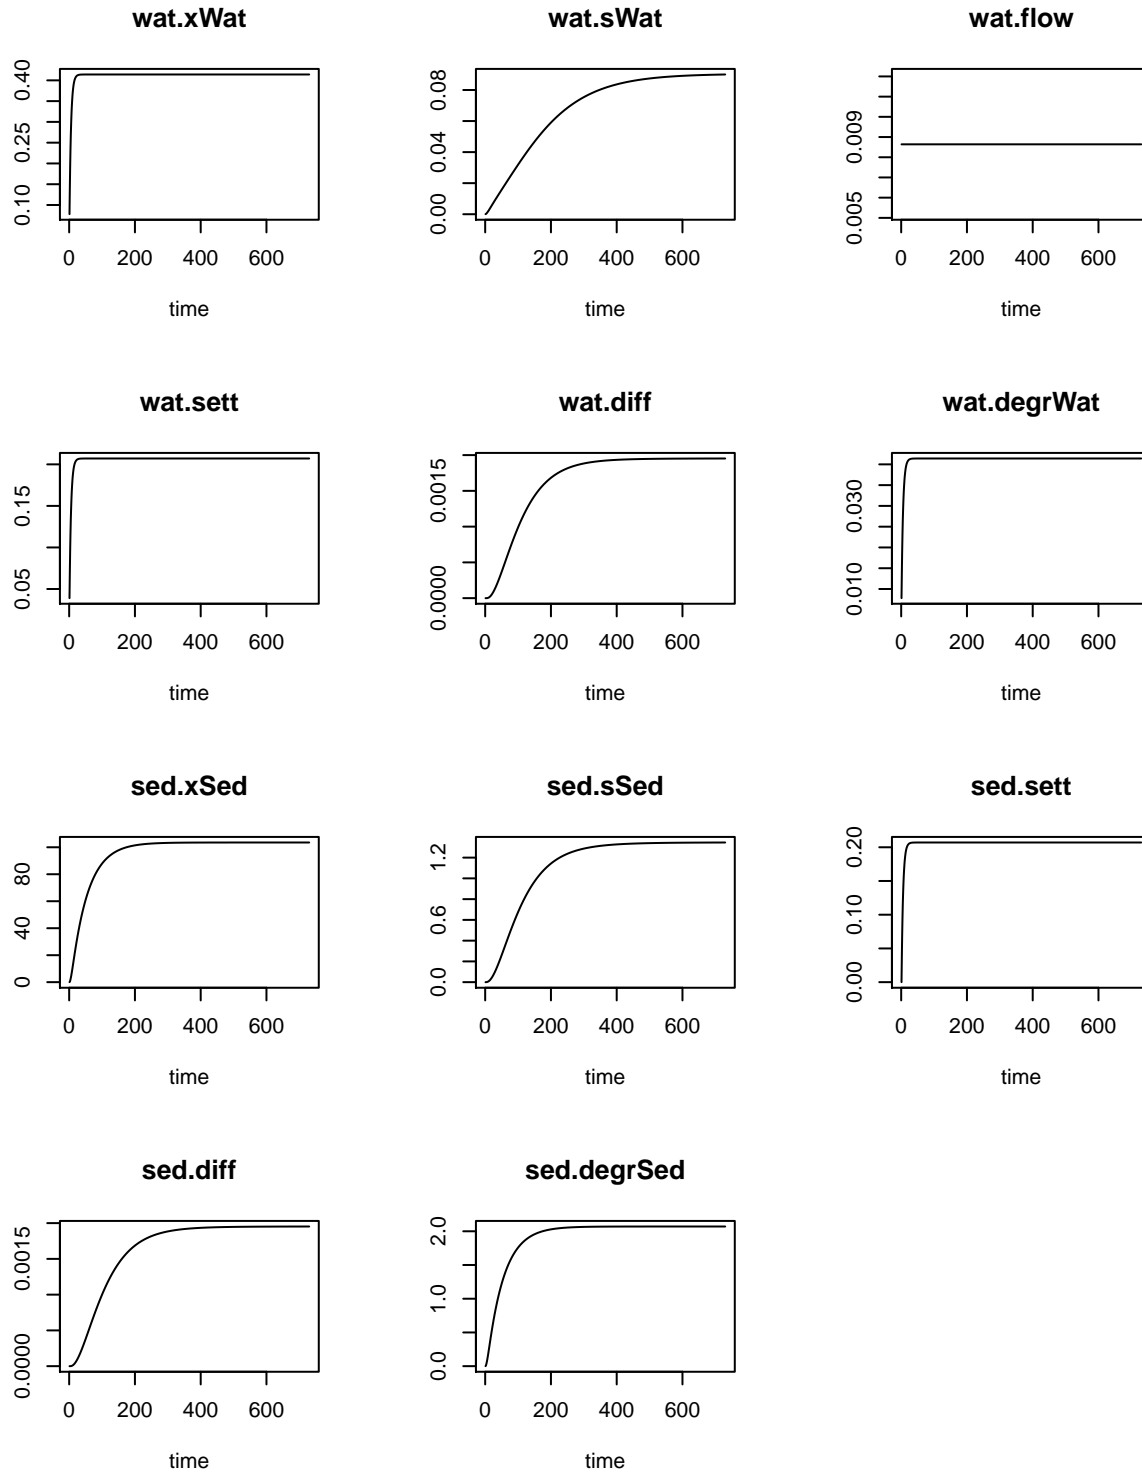 wat.xWat
0.10 0.25 0.40
0 200 400 600
time
wat.sWat
0.00 0.04 0.08
0 200 400 600
time
wat.flow
0.005 0.009
0 200 400 600
time
wat.sett
0.05 0.15
0 200 400 600
time
wat.diff
0.0000 0.0015
0 200 400 600
time
wat.degrWat
0.010 0.030
0 200 400 600
time
sed.xSed
0 40 80
0 200 400 600
time
sed.sSed
0.0 0.6 1.2
0 200 400 600
time
sed.sett
0.00 0.10 0.20
0 200 400 600
time
sed.diff
0.0000 0.0015
0 200 400 600
time
sed.degrSed
0.0 1.0 2.0
0 200 400 600
time